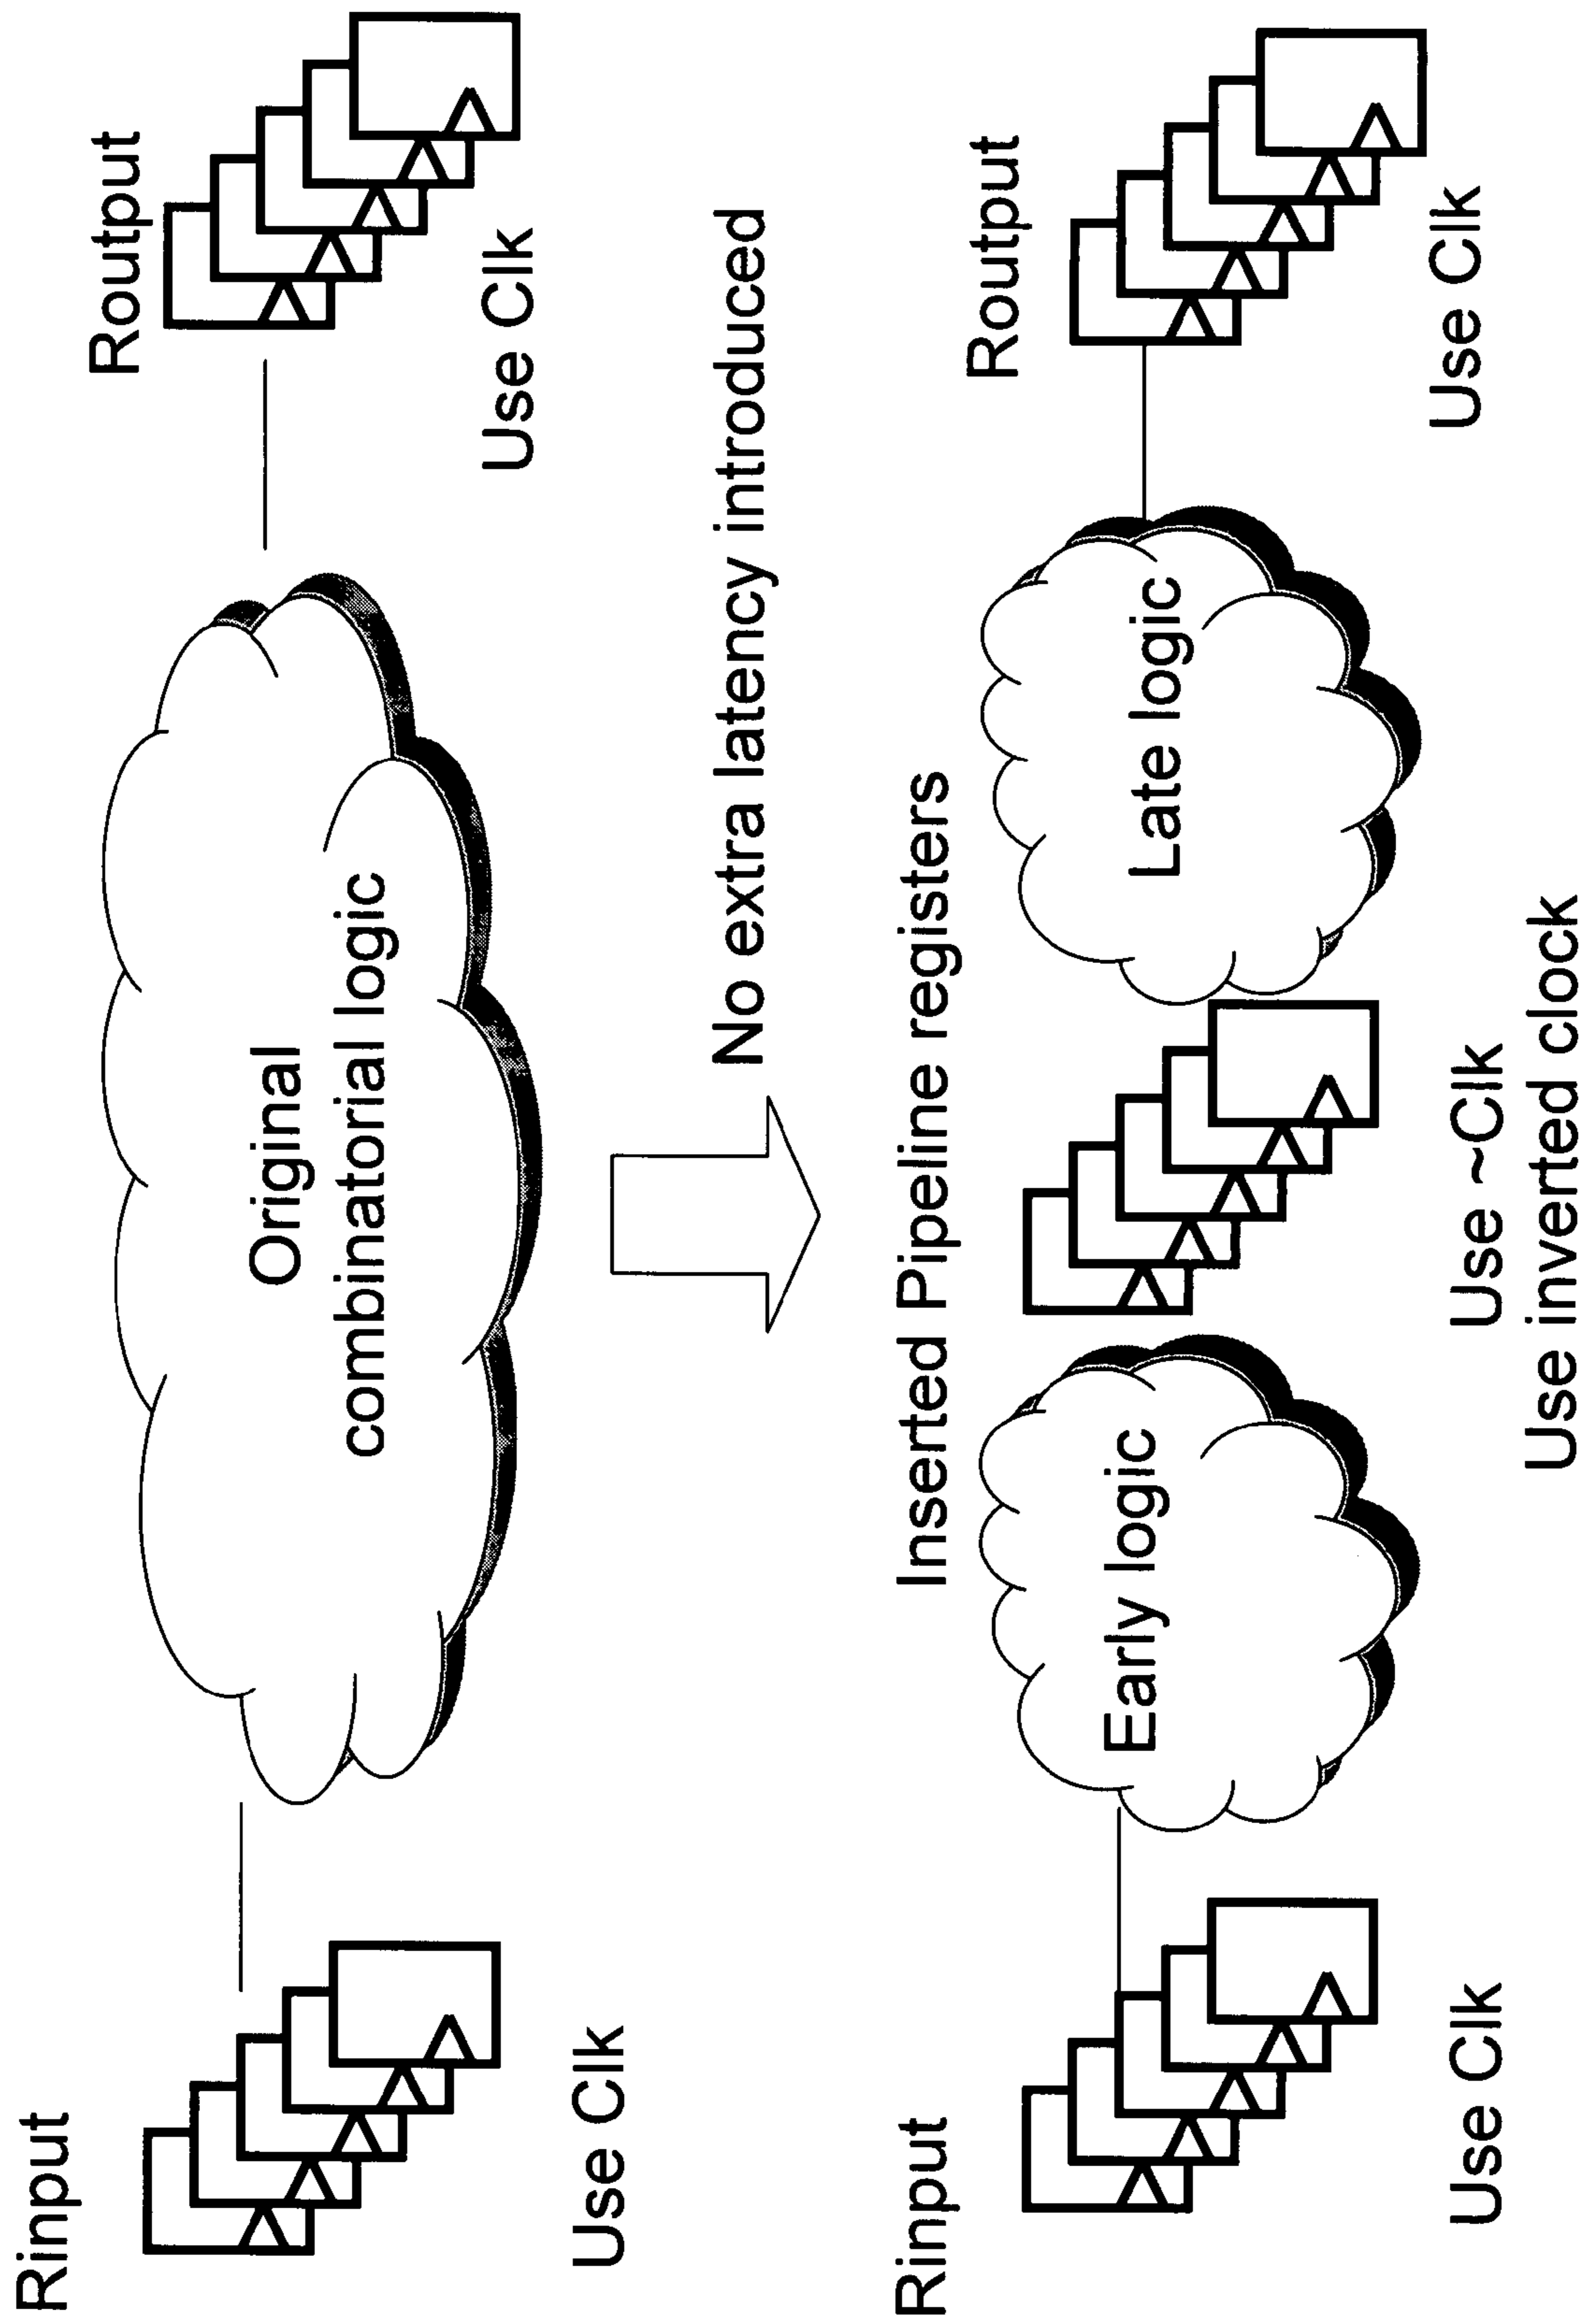 Rinput
Original
combinatorial logic
Routput
Use Clk
Use Clk
No extra latency introduced
Rinput
Inserted Pipeline registers
Routput
Early logic
Late logic
Use Clk
Use ~Clk
Use inverted clock
Use Clk